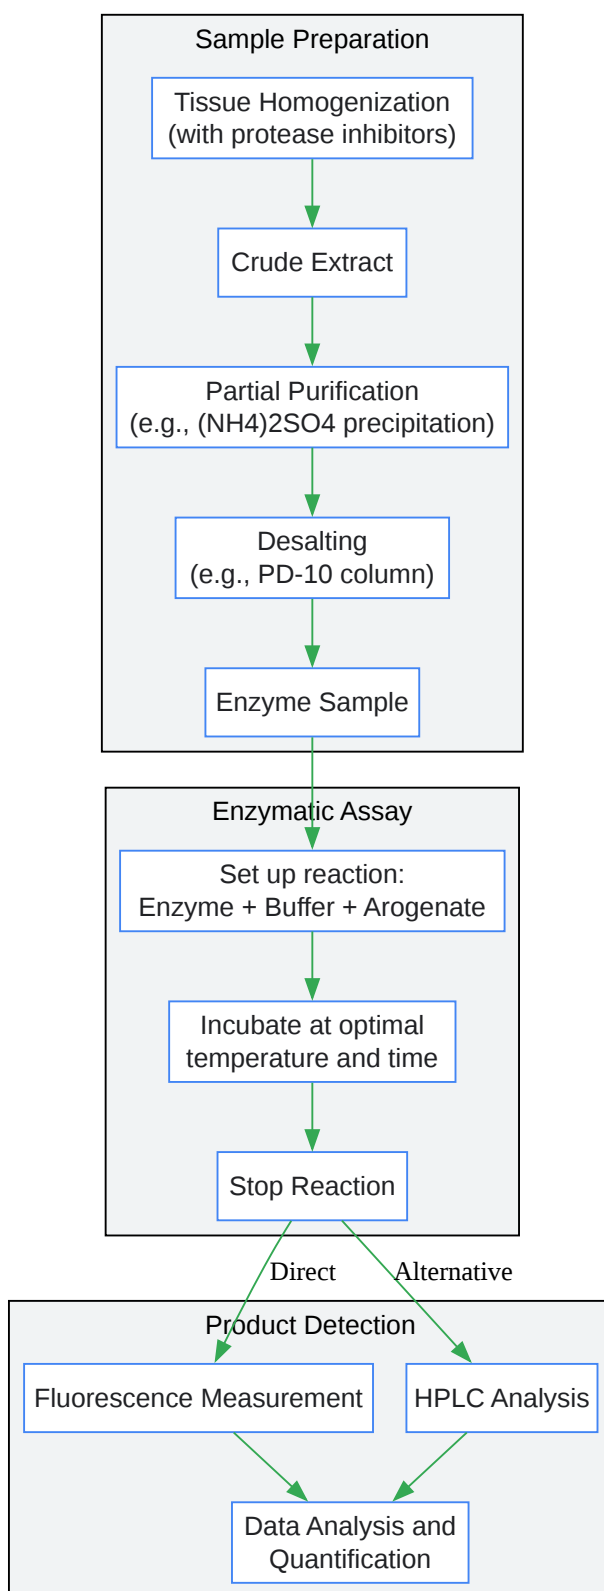 Sample Preparation
Tissue Homogenization
(with protease inhibitors)
Crude Extract
Partial Purification
(e.g., (NH4)2SO4 precipitation)
Desalting
(e.g., PD-10 column)
Enzyme Sample
Enzymatic Assay
Set up reaction:
Enzyme + Buffer + Arogenate
Incubate at optimal
temperature and time
Stop Reaction
Direct
Alternative
Product Detection
Fluorescence Measurement
HPLC Analysis
Data Analysis and
Quantification